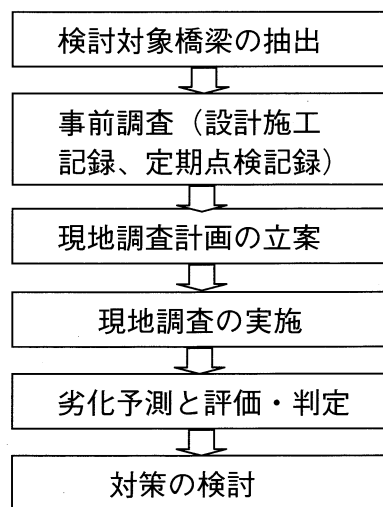 検討対象橋梁の抽出
事前調査（設計施工
記録、定期点検記録）
現地調査計画の立案
現地調査の実施
劣化予測と評価・判定
対策の検討